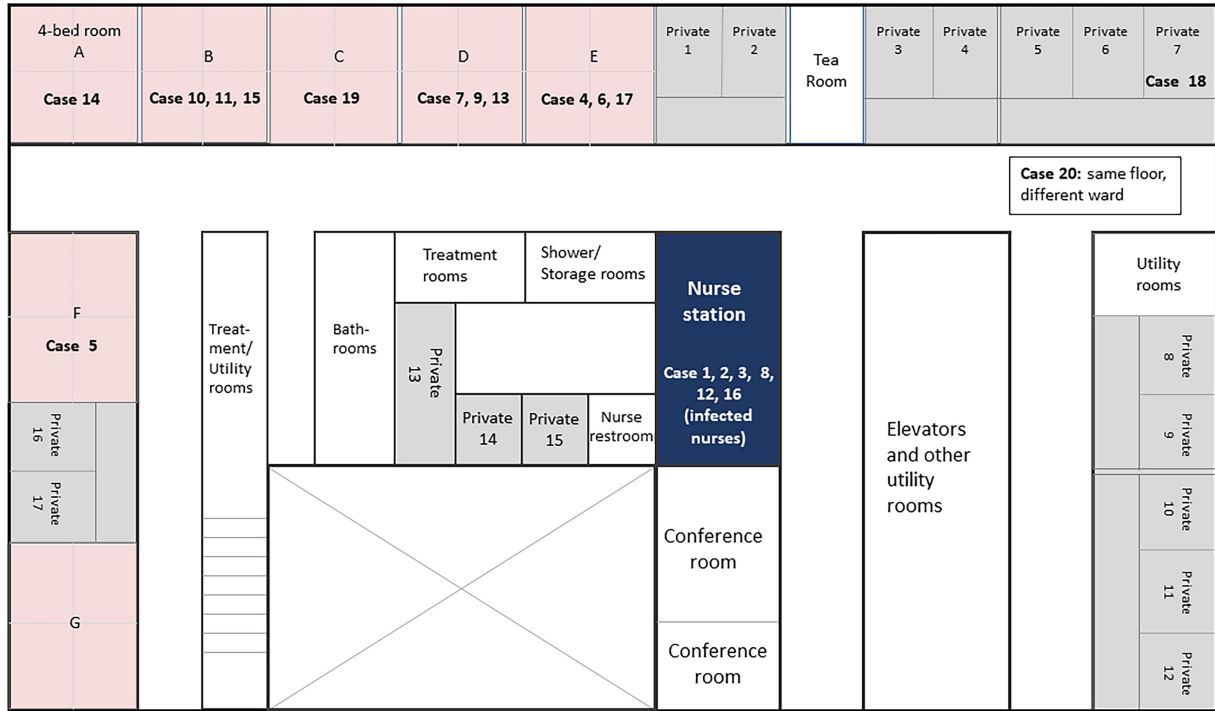 4-bed room
A
Case 14
B
Case 10, 11, 15
C
Case 19
D
Case 7, 9, 13
E
Case 4, 6, 17
Private
1
Private
2
Tea
Room
Private
3
Private
4
Private
5
Private
6
Private
7
Case 18
Case 20: same floor,
different ward
F
Case 5
Private
16
Private
17
G
Treat-
ment/
Utility
rooms
Bath-
rooms
Treatment
rooms
Shower/
Storage rooms
Private
13
Private
14
Private
15
Nurse
restroom
Nurse
station
Case 1, 2, 3, 8,
12, 16
(infected
nurses)
Conference
room
Conference
room
Elevators
and other
utility
rooms
Utility
rooms
Private
8
Private
9
Private
10
Private
11
Private
12